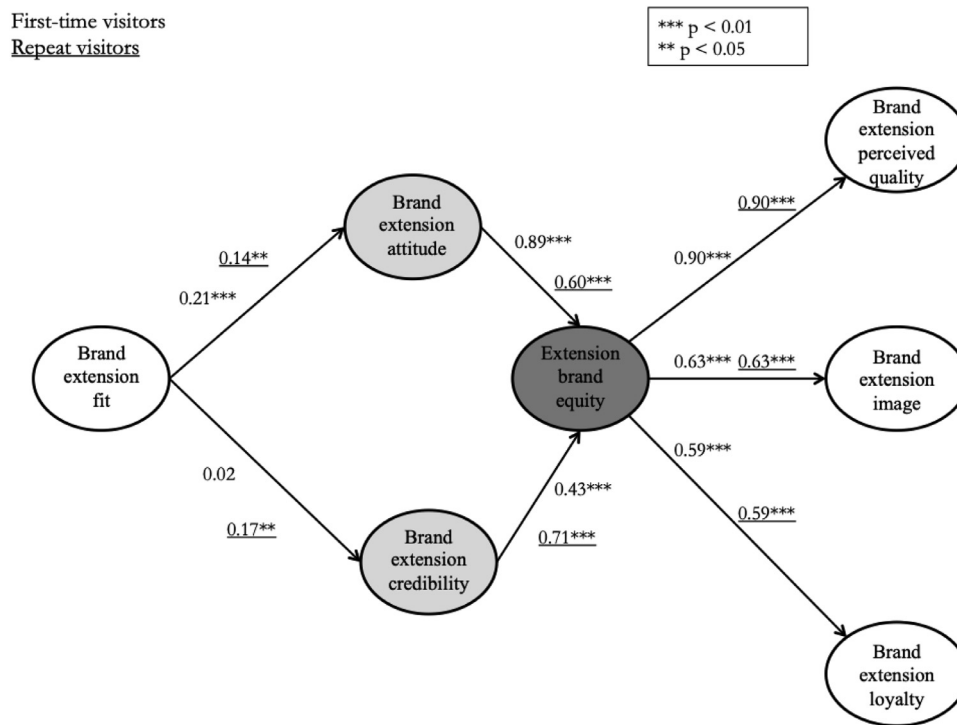 First-time visitors
Repeat visitors
*** p < 0.01
** p < 0.05
Brand
extension
perceived
quality
Brand
extension
attitude
0.90***
0.89***
0.14**
0.90***
0.60***
0.21***
Brand
extension
fit
Extension
brand
equity
0.63*** 0.63***
Brand
extension
image
0.59***
0.02
0.43***
0.59***
0.17**
0.71***
Brand
extension
credibility
Brand
extension
loyalty